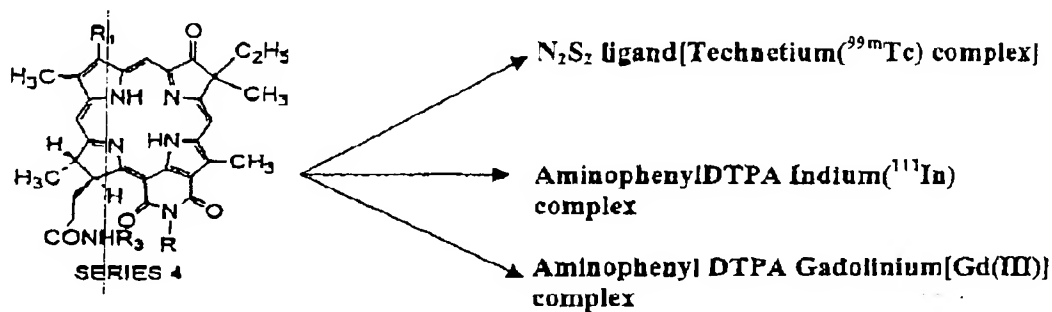 R₁
O
C₂H₅
H₃C
NH
N
CH₃
H
N
HN
CH₃
H₃C
H
O
N
O
CONHR₃
R
SERIES 4
N₂S₂ ligand[Technetium(⁹⁹ᵐTc) complex]
AminophenylDTPA Indium(¹¹¹In)
complex
Aminophenyl DTPA Gadolinium[Gd(III)]
complex